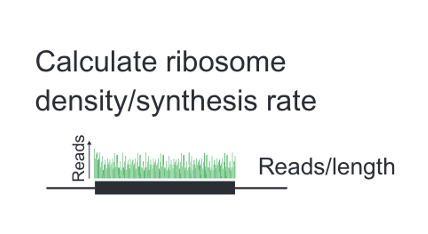 Calculate ribosome
density/synthesis rate
Reads
Reads/length